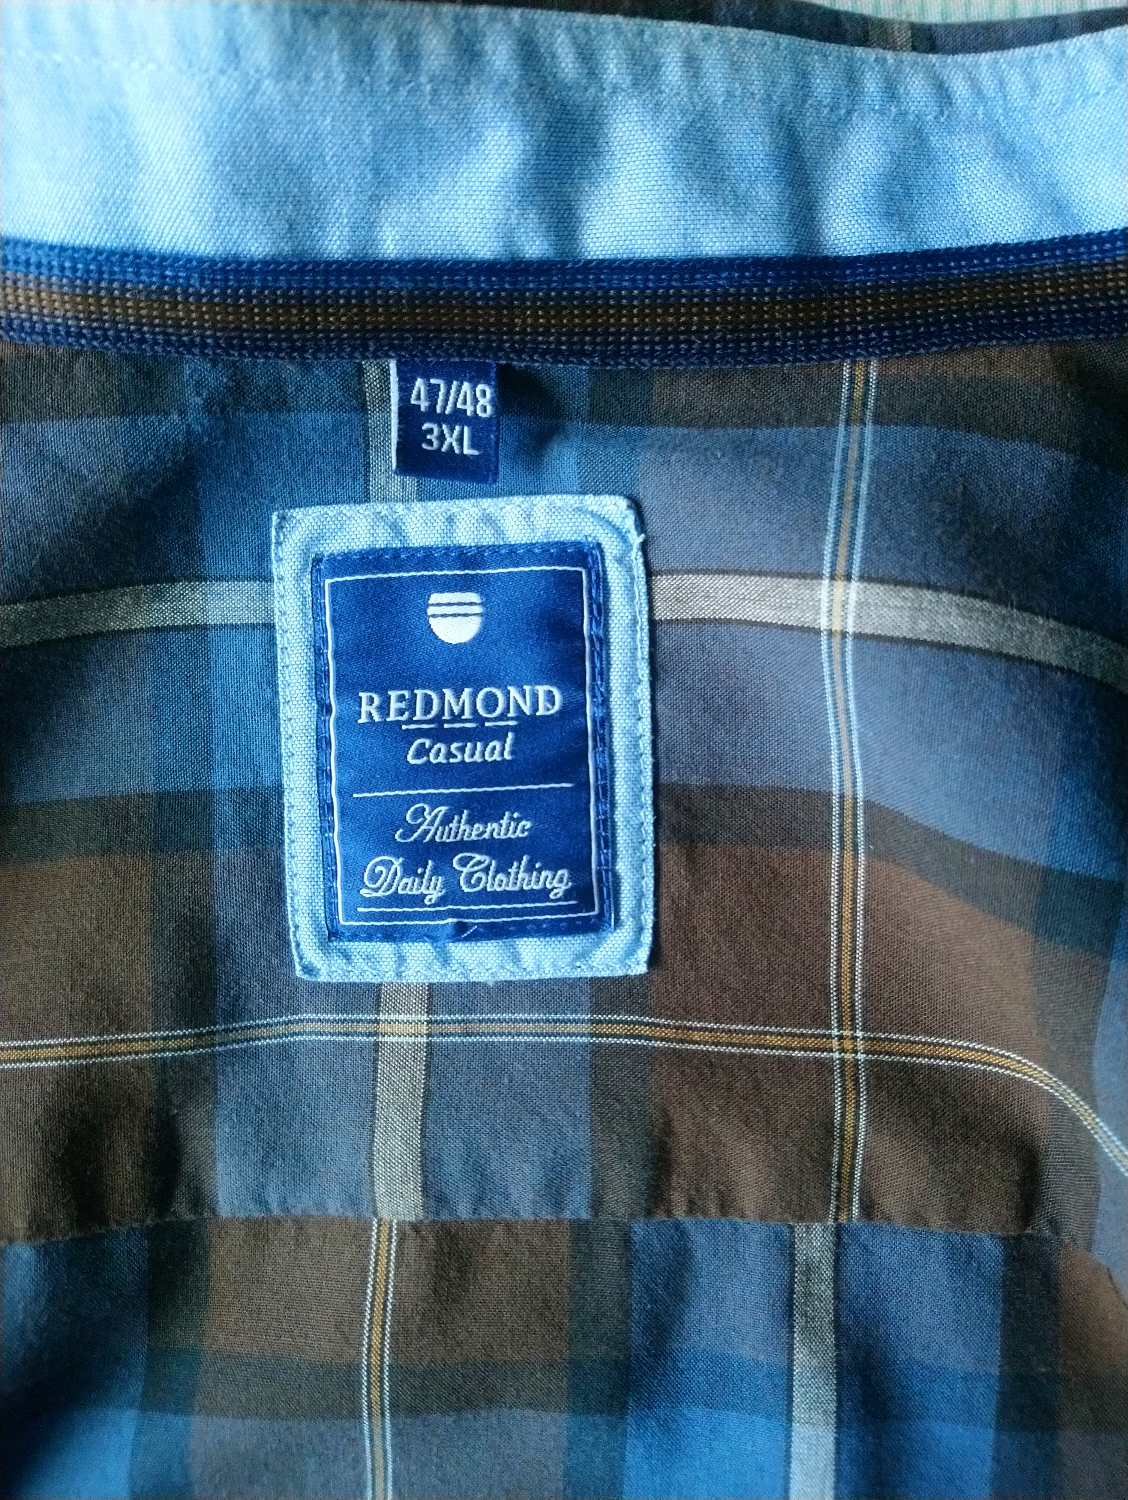 47/48
3XL
REDMOND
Casual
Authentic
Daily Clothing